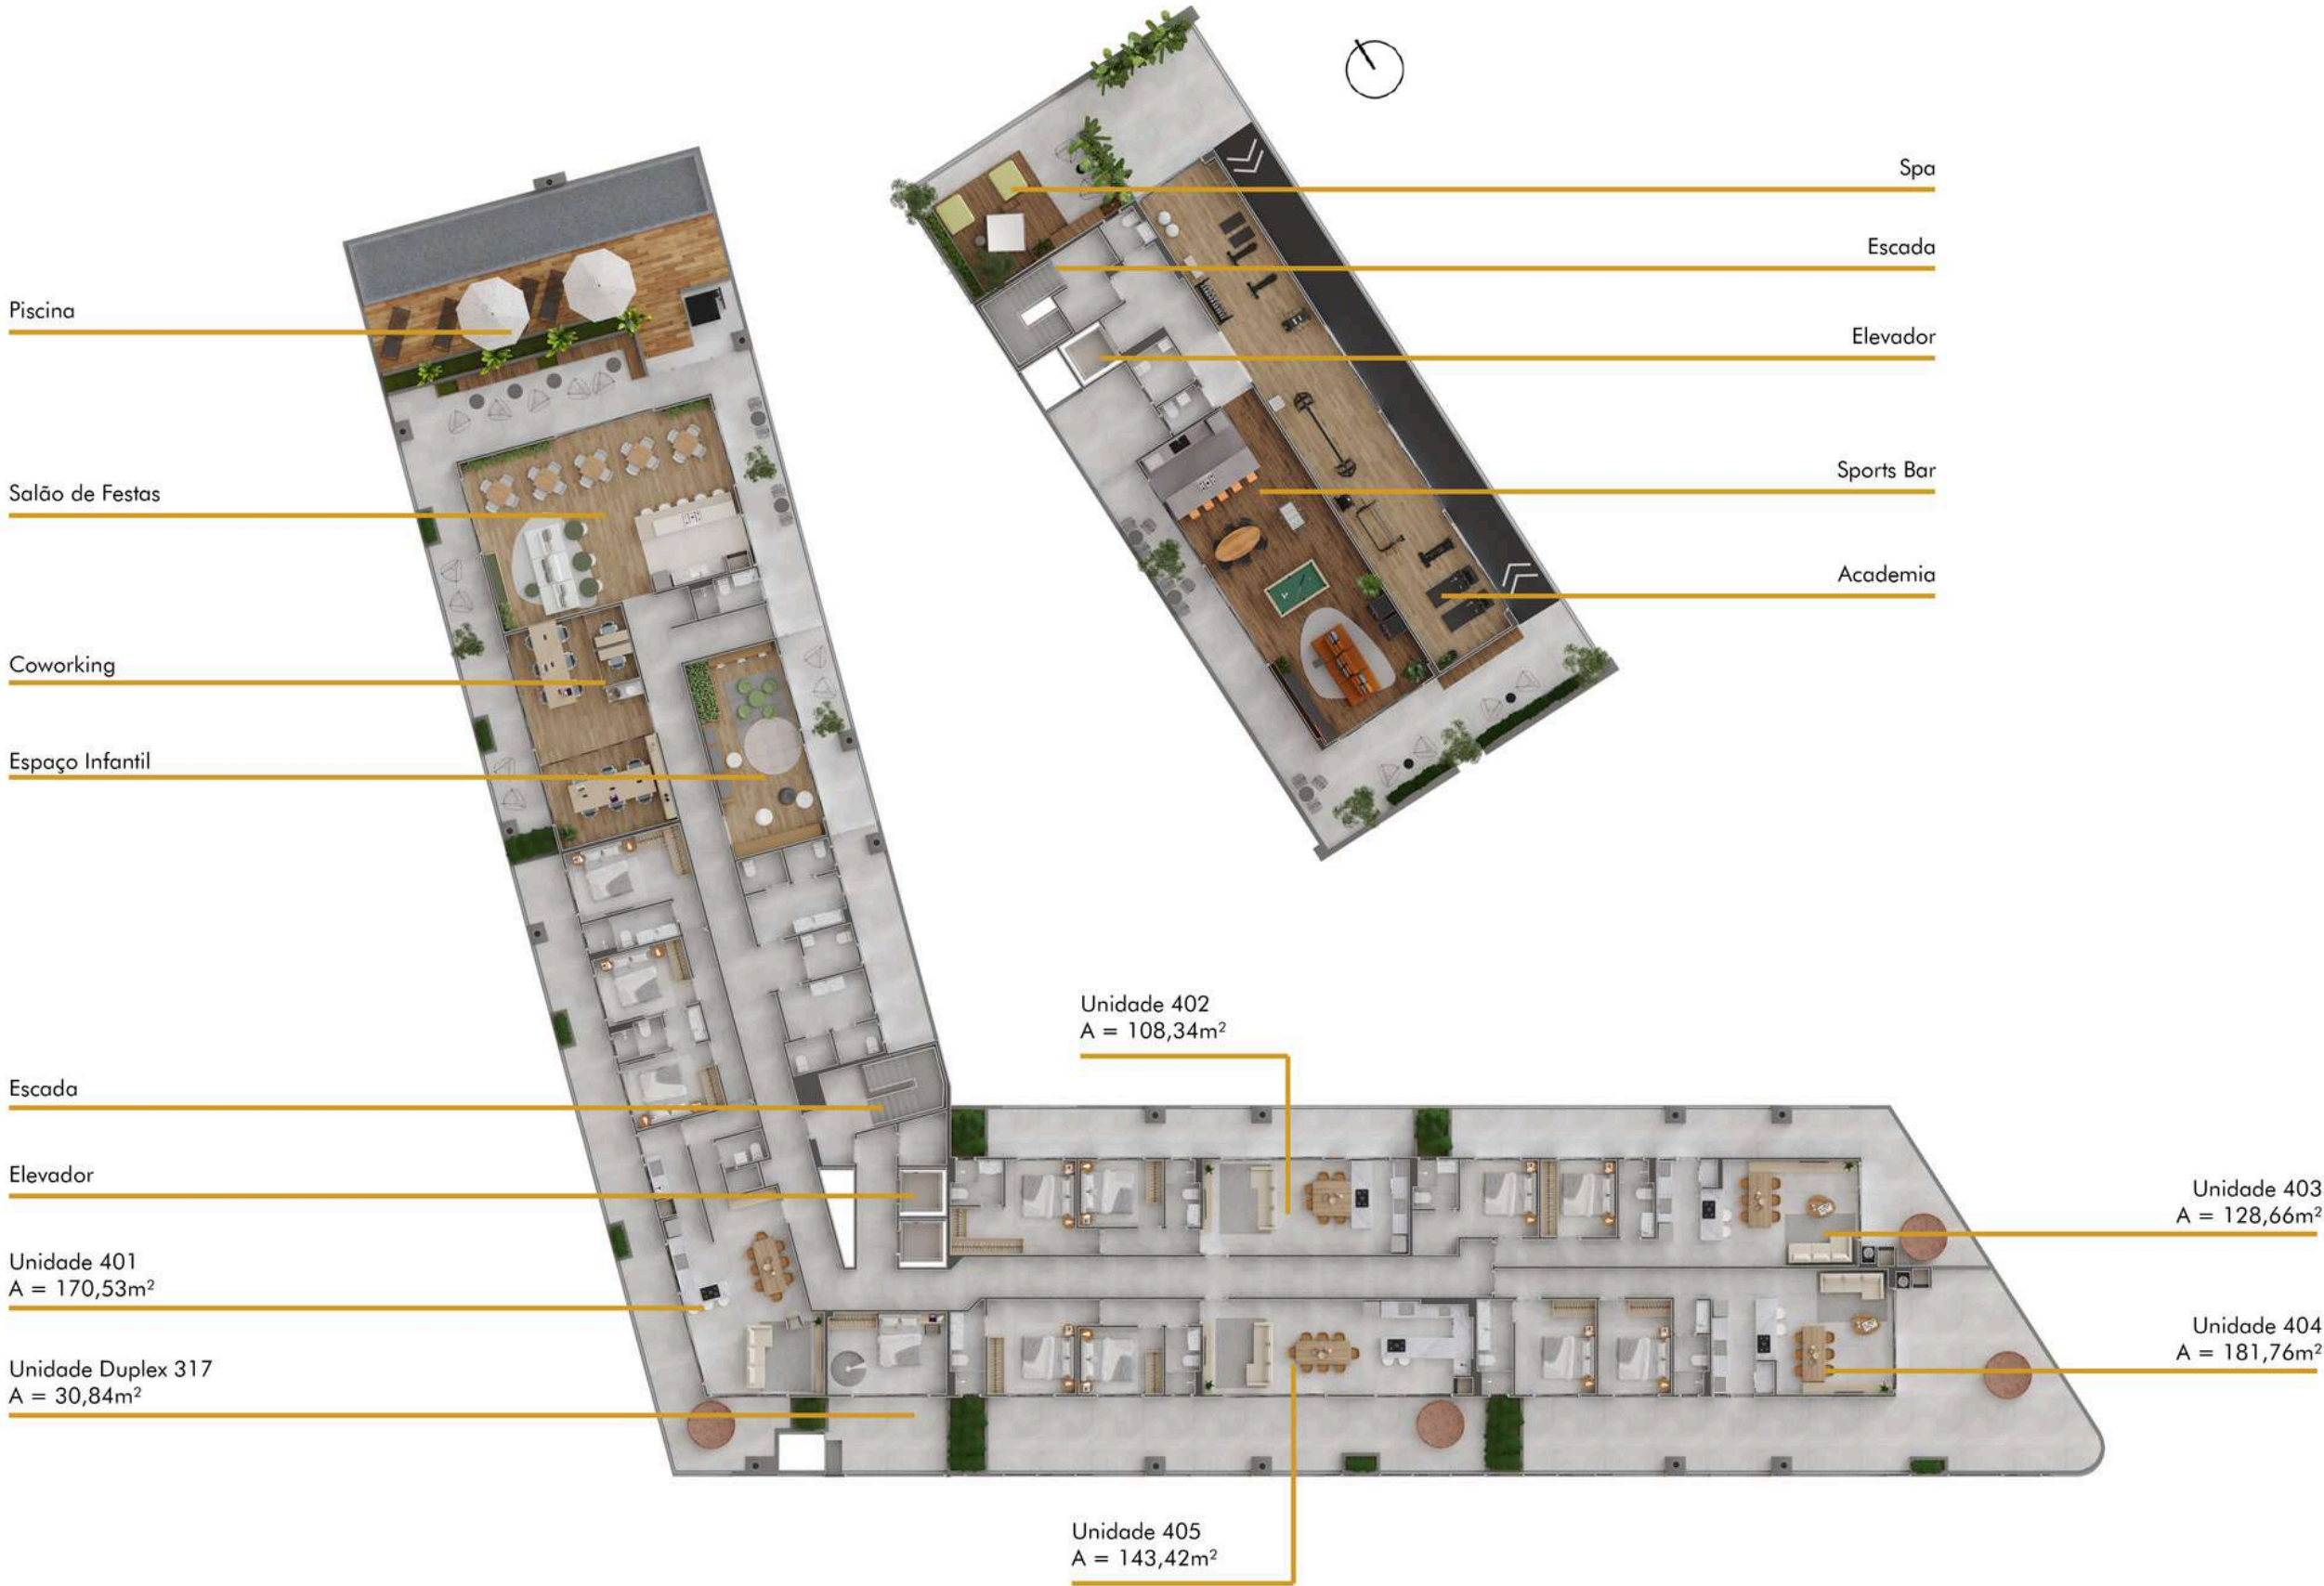 Spa
Escada
Elevador
Sports Bar
Academia
Piscina
Salão de Festas
Coworking
Espaço Infantil
Escada
Elevador
Unidade 401
A = 170,53m²
Unidade Duplex 317
A = 30,84m²
Unidade 402
A = 108,34m²
Unidade 403
A = 128,66m²
Unidade 404
A = 181,76m²
Unidade 405
A = 143,42m²